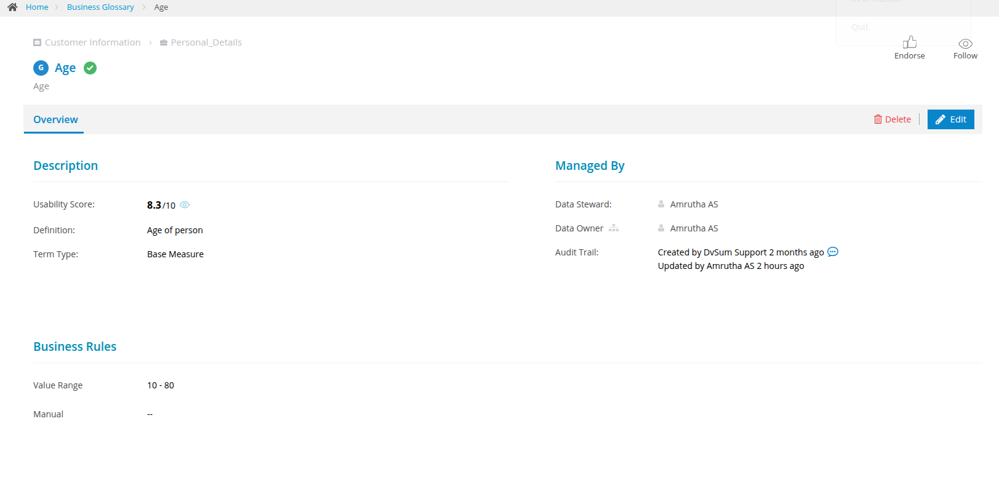 Home > Business Glossary > Age
Information
Quit
Customer Information > Personal_Details
Endorse
Follow
G Age
Age
Overview
Delete
Edit
Description
Managed By
Usability Score: 8.3/10
Data Steward: Amrutha AS
Definition: Age of person
Data Owner Amrutha AS
Term Type: Base Measure
Audit Trail: Created by DvSum Support 2 months ago
Updated by Amrutha AS 2 hours ago
Business Rules
Value Range 10 - 80
Manual --